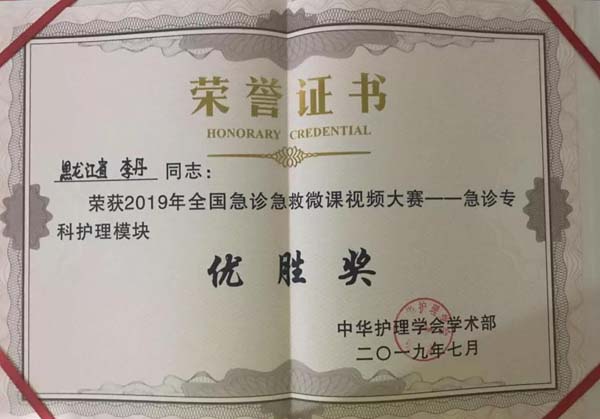 荣誉证书
HONORARY CREDENTIAL
黑龙江省 李丹 同志：
荣获2019年全国急诊急救微课视频大赛——急诊专
科护理模块
优胜奖
中华护理学会学术部
二〇一九年七月